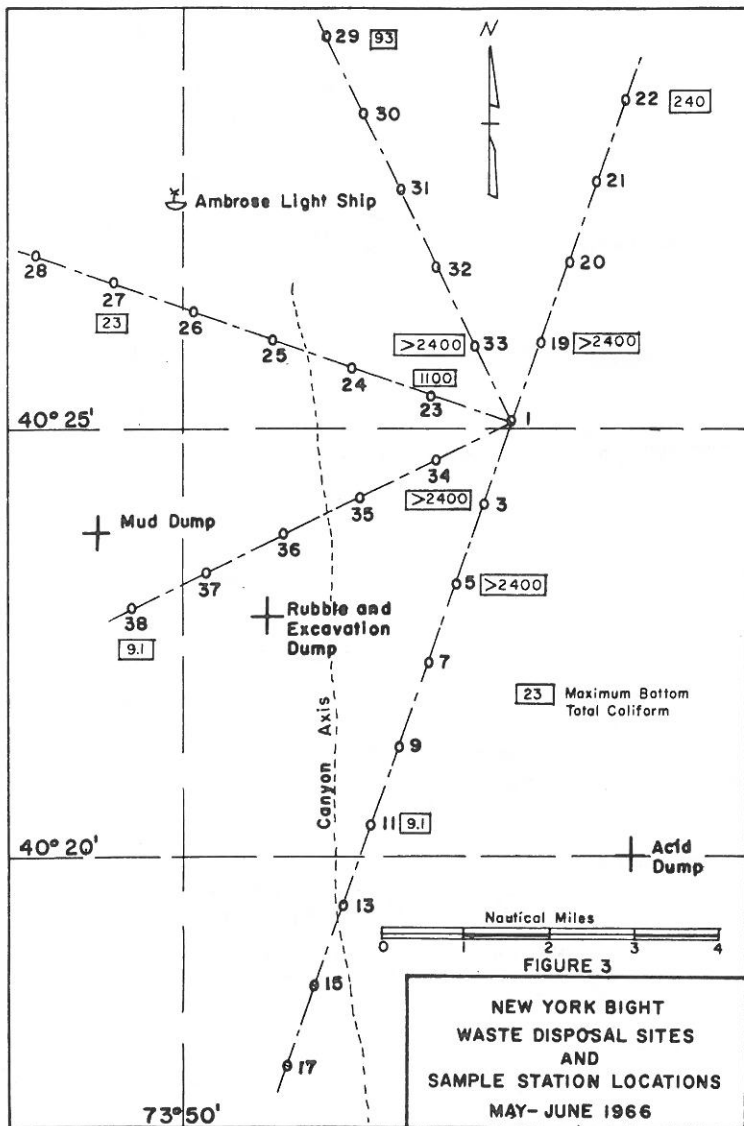 29 93
N
22 240
30
21
31
Ambrose Light Ship
20
32
28
27
23
26
25
>2400
33
19 >2400
24
1100
23
1
40° 25'
34
>2400
35
3
Mud Dump
36
37
5 >2400
38
9.1
Rubble and
Excavation
Dump
7
23 Maximum Bottom
Total Coliform
Canyon Axis
9
11 9.1
40° 20'
Acid
Dump
13
Nautical Miles
0 1 2 3 4
FIGURE 3
15
17
NEW YORK BIGHT
WASTE DISPOSAL SITES
AND
SAMPLE STATION LOCATIONS
MAY-JUNE 1966
73° 50'